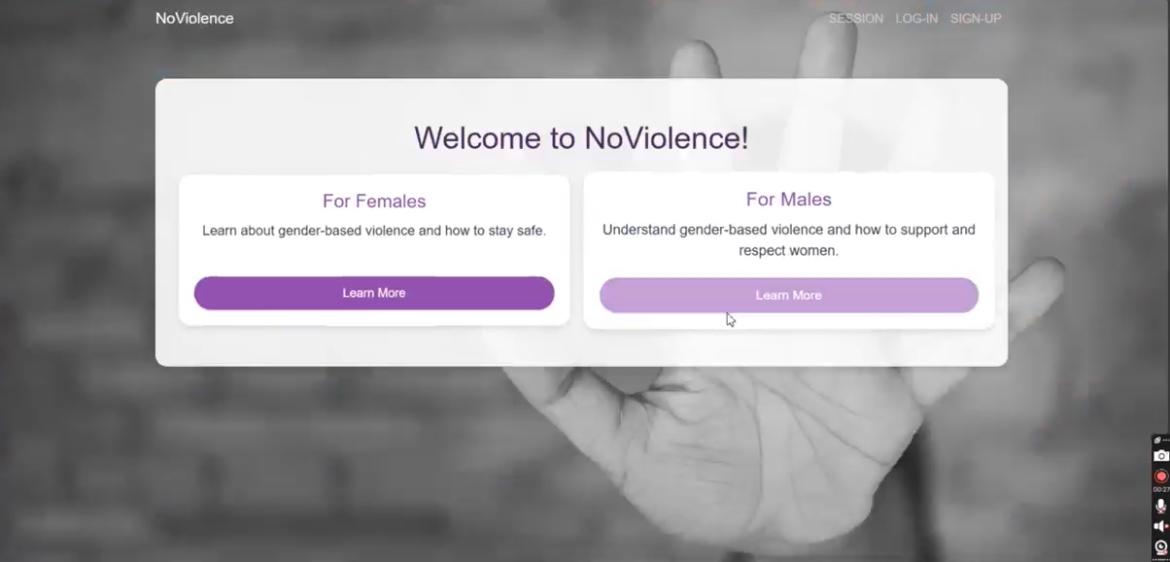 NoViolence
SESSION LOG-IN SIGN-UP
Welcome to NoViolence!
For Females
Learn about gender-based violence and how to stay safe.
Learn More
For Males
Understand gender-based violence and how to support and
respect women.
Learn More
00:27